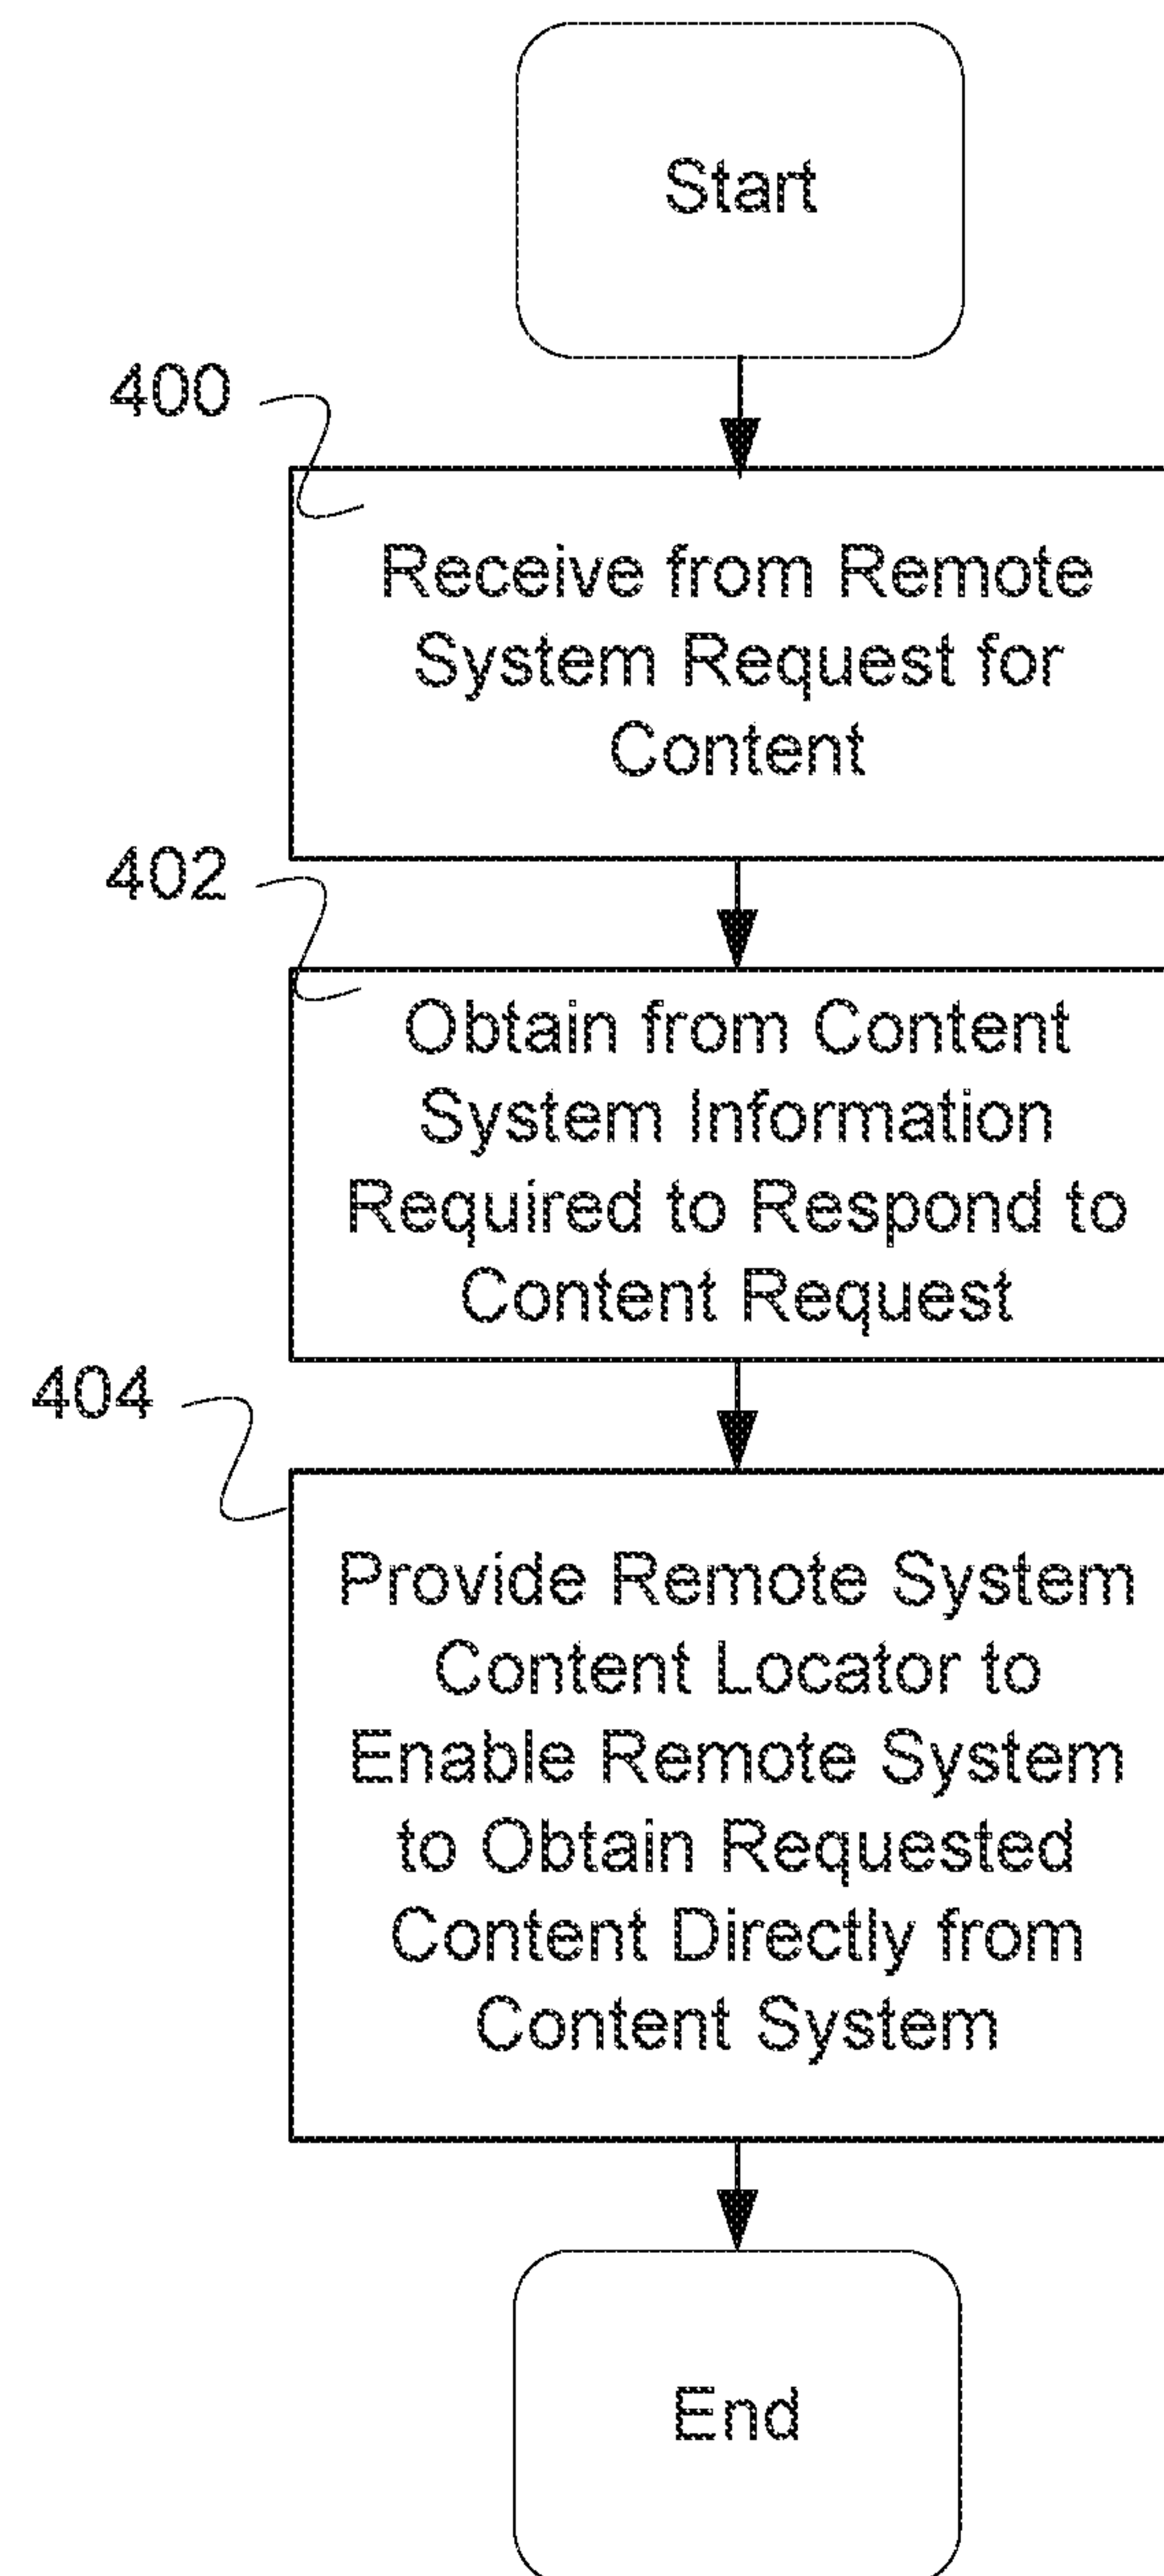 Start
400
Receive from Remote
System Request for
Content
402
Obtain from Content
System Information
Required to Respond to
Content Request
404
Provide Remote System
Content Locator to
Enable Remote System
to Obtain Requested
Content Directly from
Content System
End